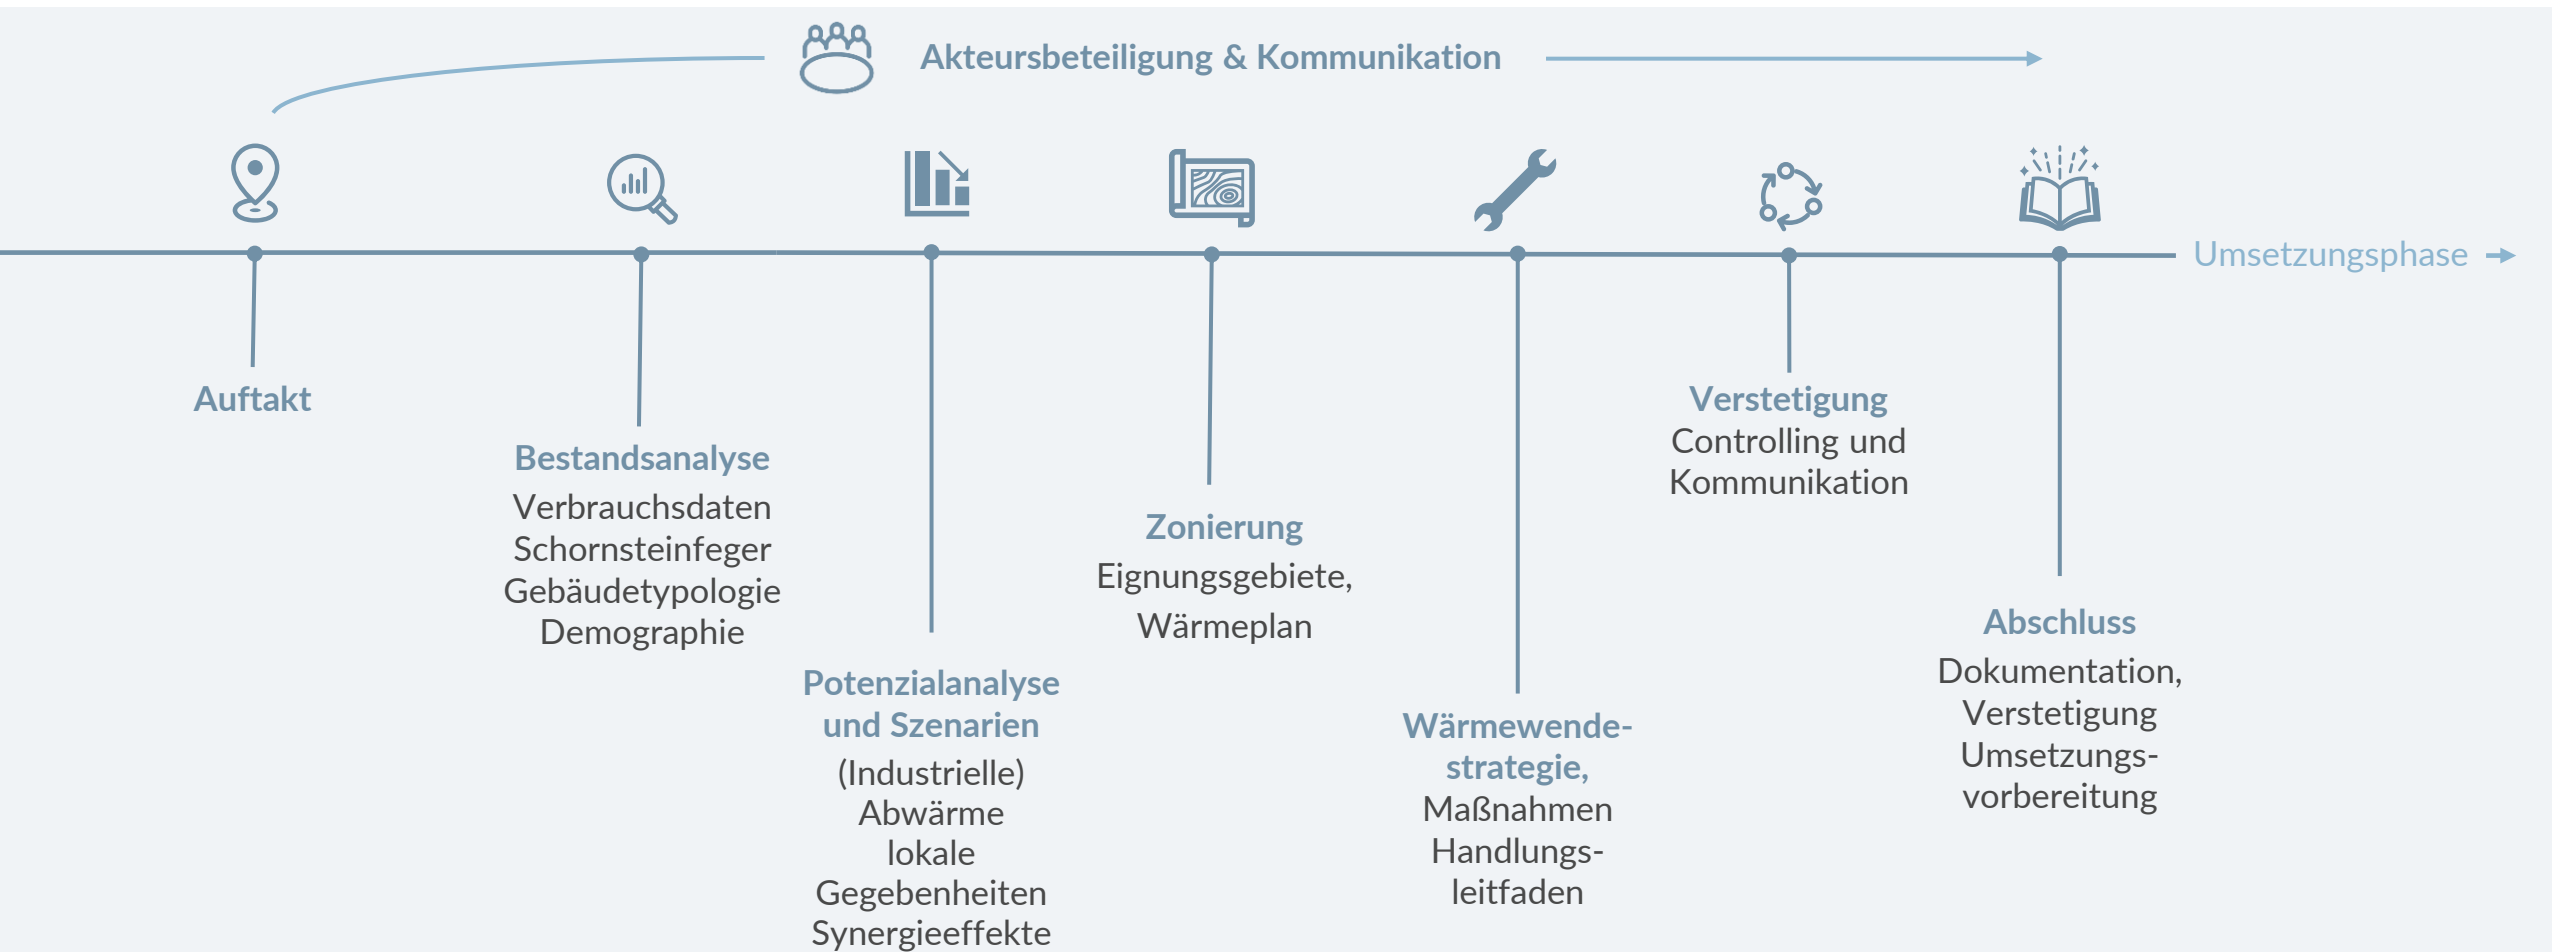 Akteursbeteiligung & Kommunikation
Umsetzungsphase
Auftakt
Bestandsanalyse
Verbrauchsdaten
Schornsteinfeger
Gebäudetypologie
Demographie
Potenzialanalyse
und Szenarien
(Industrielle)
Abwärme
lokale
Gegebenheiten
Synergieeffekte
Zonierung
Eignungsgebiete,
Wärmeplan
Wärmewende-
strategie,
Maßnahmen
Handlungs-
leitfaden
Verstetigung
Controlling und
Kommunikation
Abschluss
Dokumentation,
Verstetigung
Umsetzungs-
vorbereitung